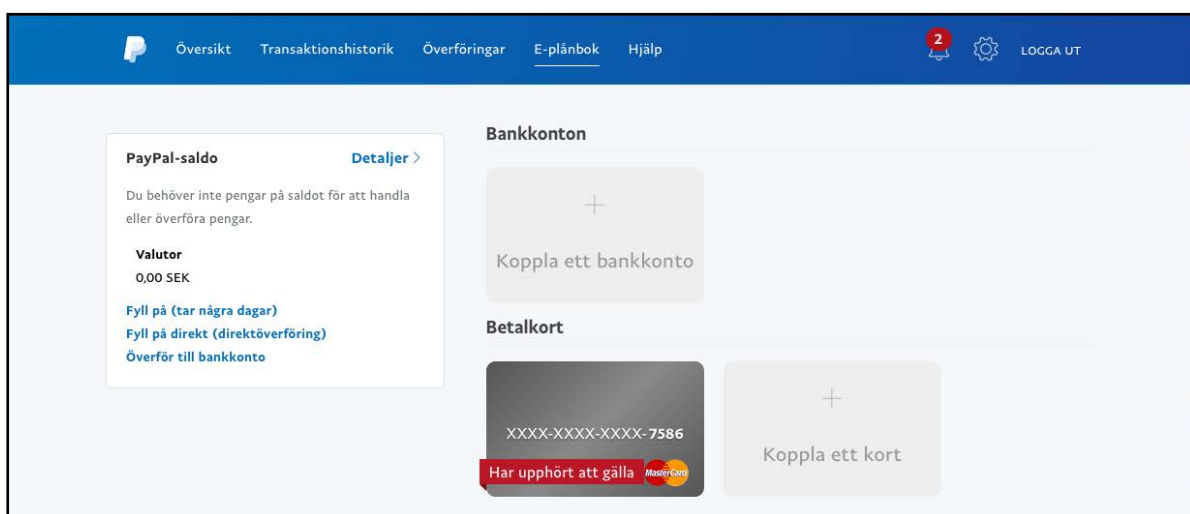 Översikt Transaktionshistorik Överföringar E-plånbok Hjälp 2 LOGGA UT
PayPal-saldo Detaljer >
Du behöver inte pengar på saldot för att handla
eller överföra pengar.
Valutor
0,00 SEK
Fyll på (tar några dagar)
Fyll på direkt (direktöverföring)
Överför till bankkonto
Bankkonton
Koppla ett bankkonto
Betalkort
XXXX-XXXX-XXXX-7586
Har upphört att gälla MasterCard
Koppla ett kort